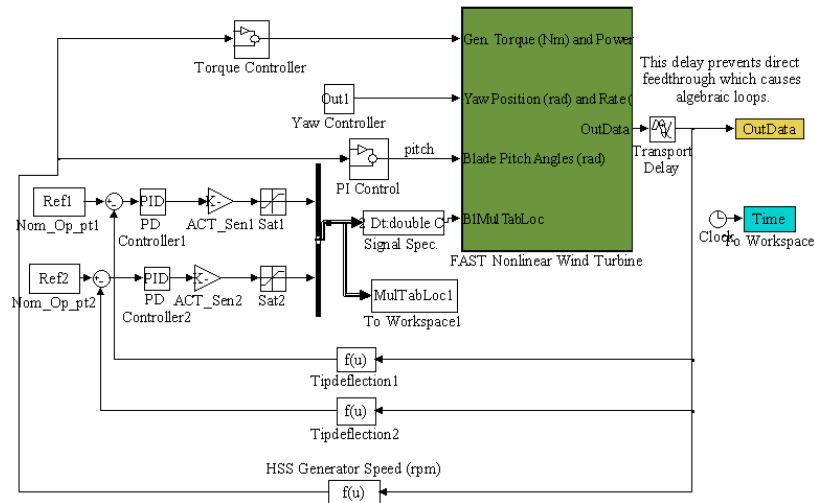 Gen. Torque (Nm) and Power
Torque Controller
This delay prevents direct
feedthrough which causes
algebraic loops.
Out1
Yaw Controller
Yaw Position (rad) and Rate (
OutData
OutData
Transport
Delay
pitch
Blade Pitch Angles (rad)
PI Control
Ref1
Nom_Op_pt1
PID
PD
Controller1
K-
ACT_Sen1
Sat1
2 Dt:double C
Signal Spec.
BlMulTabLoc
FAST Nonlinear Wind Turbine
Clock
Time
To Workspace
Ref2
Nom_Op_pt2
PID
PD
Controller2
K-
ACT_Sen2
Sat2
MulTabLoc1
To Workspace1
f(u)
Tipdeflection1
f(u)
Tipdeflection2
HSS Generator Speed (rpm)
f(u)